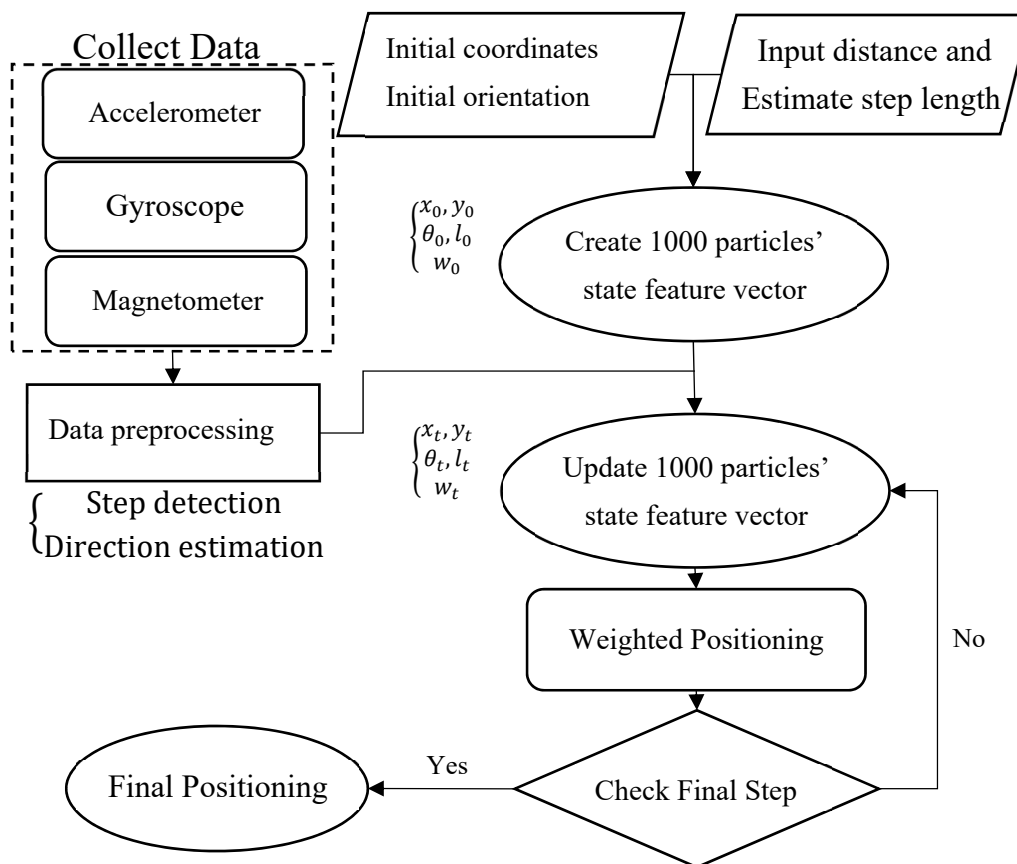 Collect Data
Accelerometer
Gyroscope
Magnetometer
Data preprocessing
Step detection
Direction estimation
Initial coordinates
Initial orientation
Input distance and
Estimate step length
x₀, y₀
θ₀, l₀
w₀
Create 1000 particles’
state feature vector
xₜ, yₜ
θₜ, lₜ
wₜ
Update 1000 particles’
state feature vector
Weighted Positioning
No
Check Final Step
Yes
Final Positioning